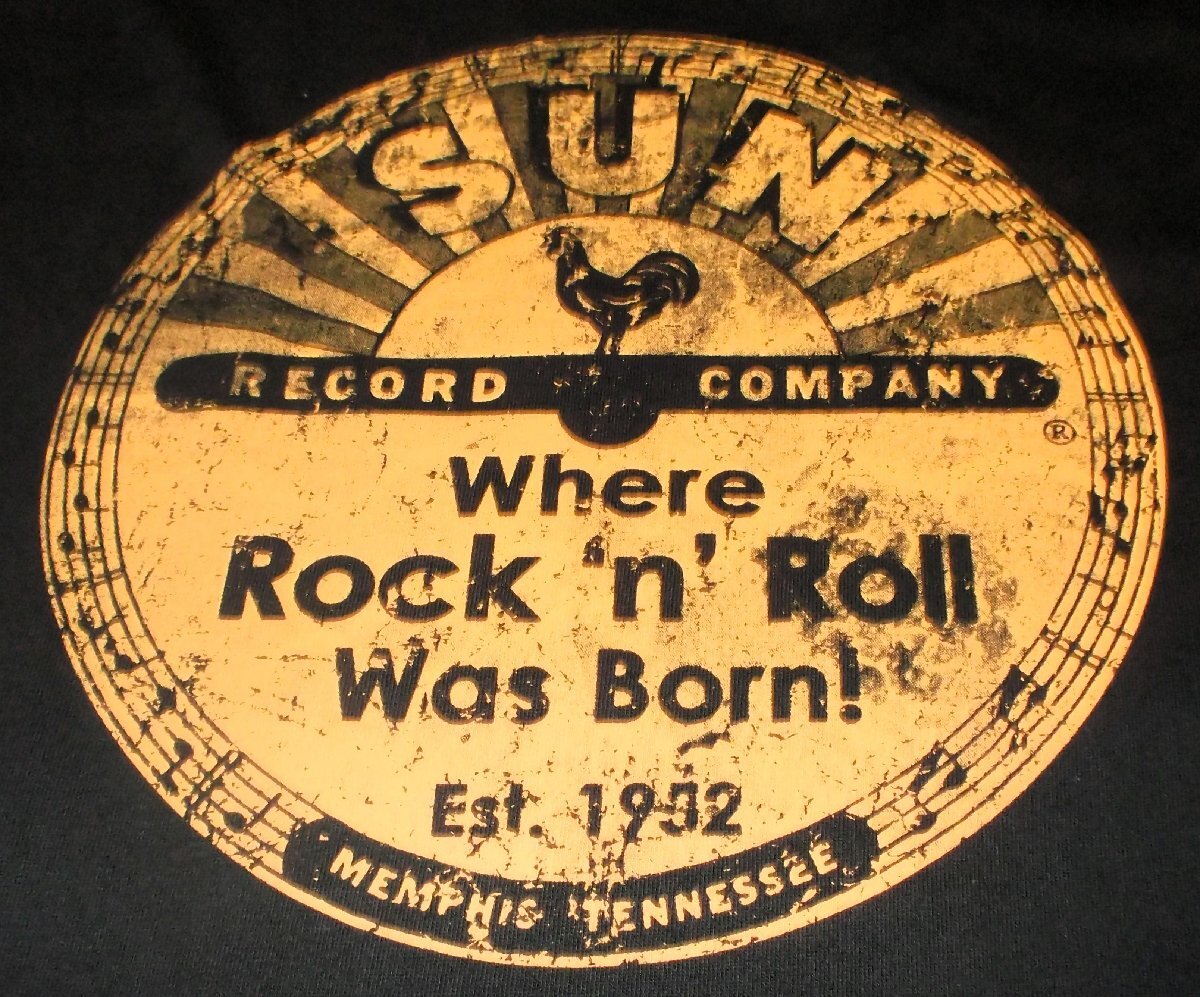 SUN
RECORD COMPANY
®
Where
Rock 'n' Roll
Was Born!
Est. 1952
MEMPHIS TENNESSEE